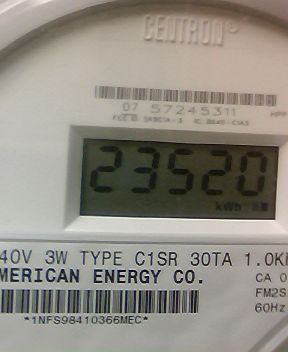 CENTRON®
07 57245311
23520
kWh
40V 3W TYPE C1SR 30TA 1.0K
MERICAN ENERGY CO.
CA 0
FM2S
60Hz
*1NFS98410366MEC*